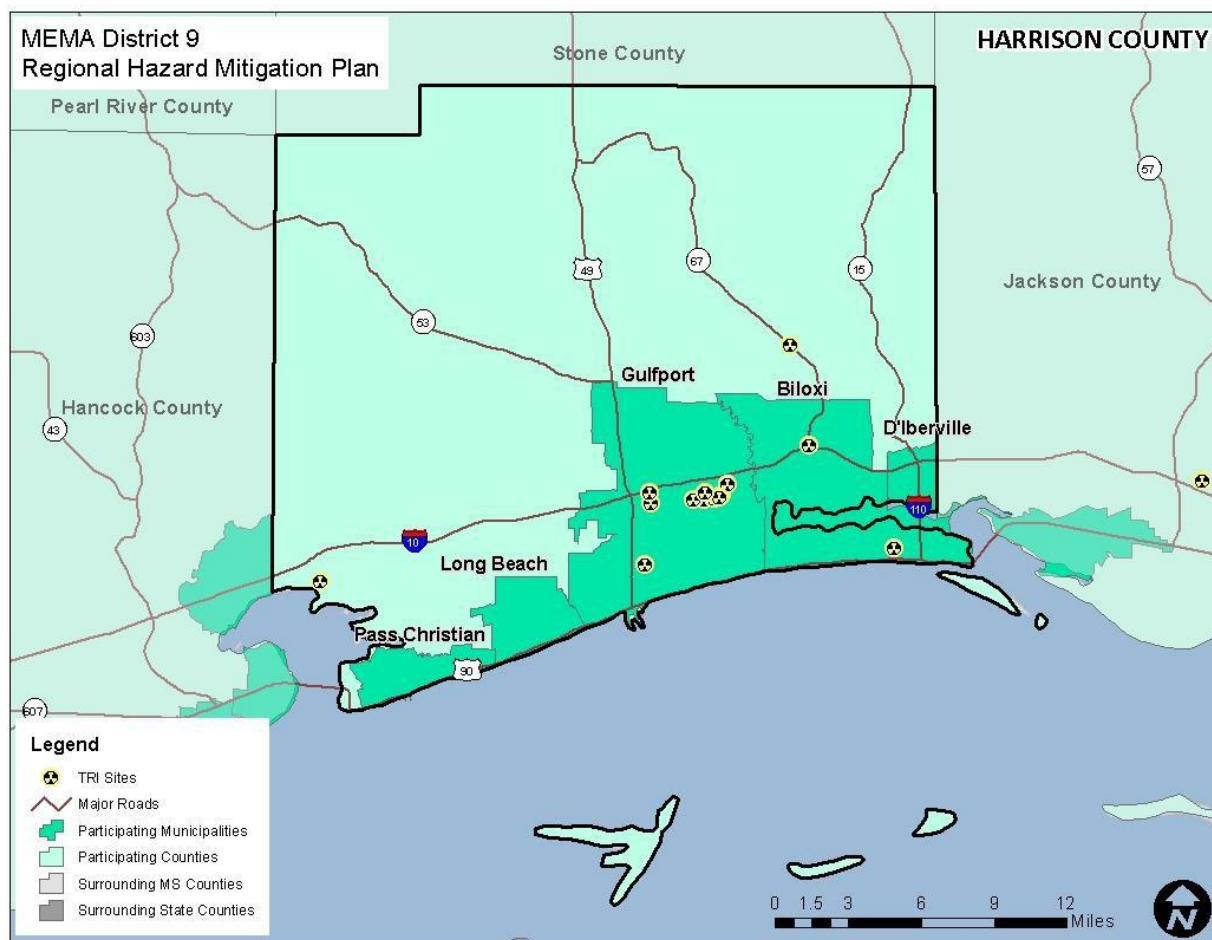 MEMA District 9
Regional Hazard Mitigation Plan
HARRISON COUNTY
Stone County
Pearl River County
57
49
67
15
Jackson County
53
603
Gulfport
Biloxi
Hancock County
43
D'Iberville
110
10
Long Beach
Pass Christian
90
607
Legend
TRI Sites
Major Roads
Participating Municipalities
Participating Counties
Surrounding MS Counties
Surrounding State Counties
0 1.5 3 6 9 12
Miles
N